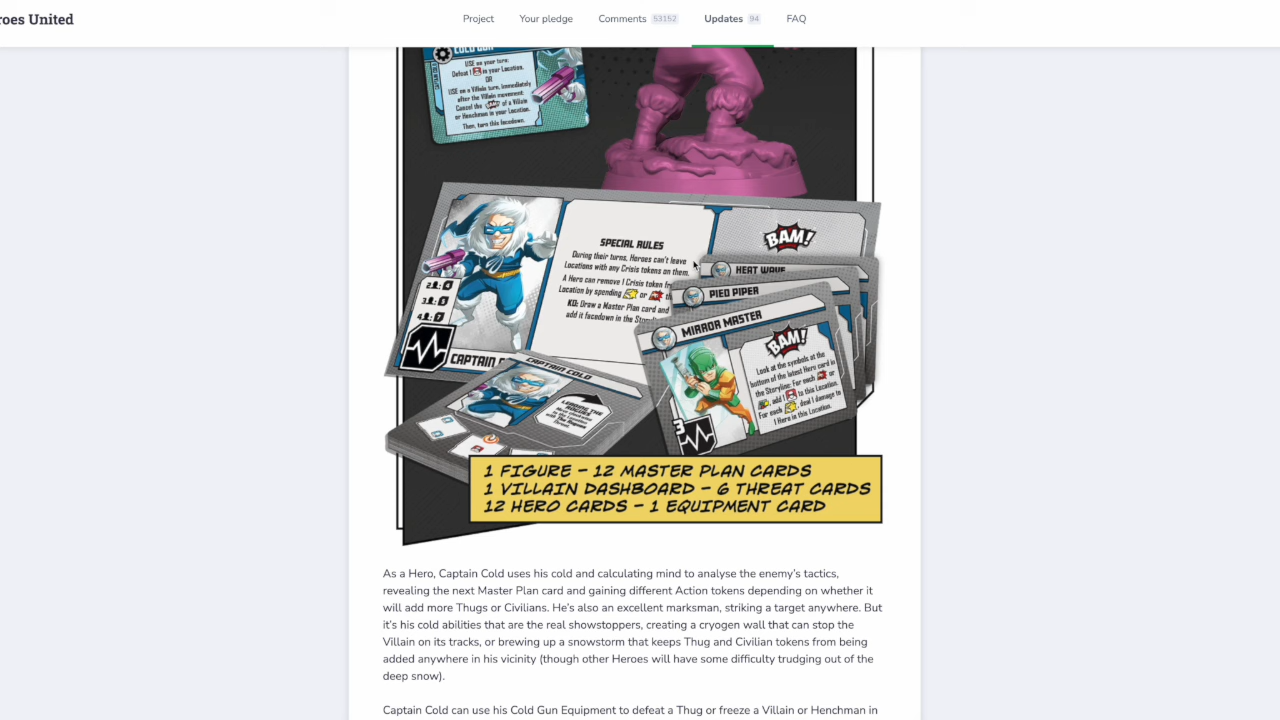 roes United
Project
Your pledge
Comments 53152
Updates 94
FAQ
COLD GUN
USE on your turn:
Defeat 1 in your Location.
OR
USE on a Villain turn, immediately
after the Villain movement:
Cancel the BAM! of a Villain
or Henchman in your Location.
Then, turn this facedown.
SPECIAL RULES
During their turns, Heroes can't leave
Locations with any Crisis tokens on them.
A Hero can remove 1 Crisis token
Location by spending or
KO: Draw a Master Plan card and
add it facedown in the
BAM!
2 : 4
3 : 5
4 : 7
CAPTAIN
HEAT WAVE
PIED PIPER
MIRROR MASTER
BAM!
Look at the symbols at the
bottom of the latest Hero card in
the Storyline: For each or
, add 1 to this Location.
For each , deal 1 damage to
1 Hero in this Location.
3
CAPTAIN COLD
1 FIGURE – 12 MASTER PLAN CARDS
1 VILLAIN DASHBOARD – 6 THREAT CARDS
12 HERO CARDS – 1 EQUIPMENT CARD
As a Hero, Captain Cold uses his cold and calculating mind to analyse the enemy's tactics,
revealing the next Master Plan card and gaining different Action tokens depending on whether it
will add more Thugs or Civilians. He's also an excellent marksman, striking a target anywhere. But
it's his cold abilities that are the real showstoppers, creating a cryogen wall that can stop the
Villain on its tracks, or brewing up a snowstorm that keeps Thug and Civilian tokens from being
added anywhere in his vicinity (though other Heroes will have some difficulty trudging out of the
deep snow).
Captain Cold can use his Cold Gun Equipment to defeat a Thug or freeze a Villain or Henchman in